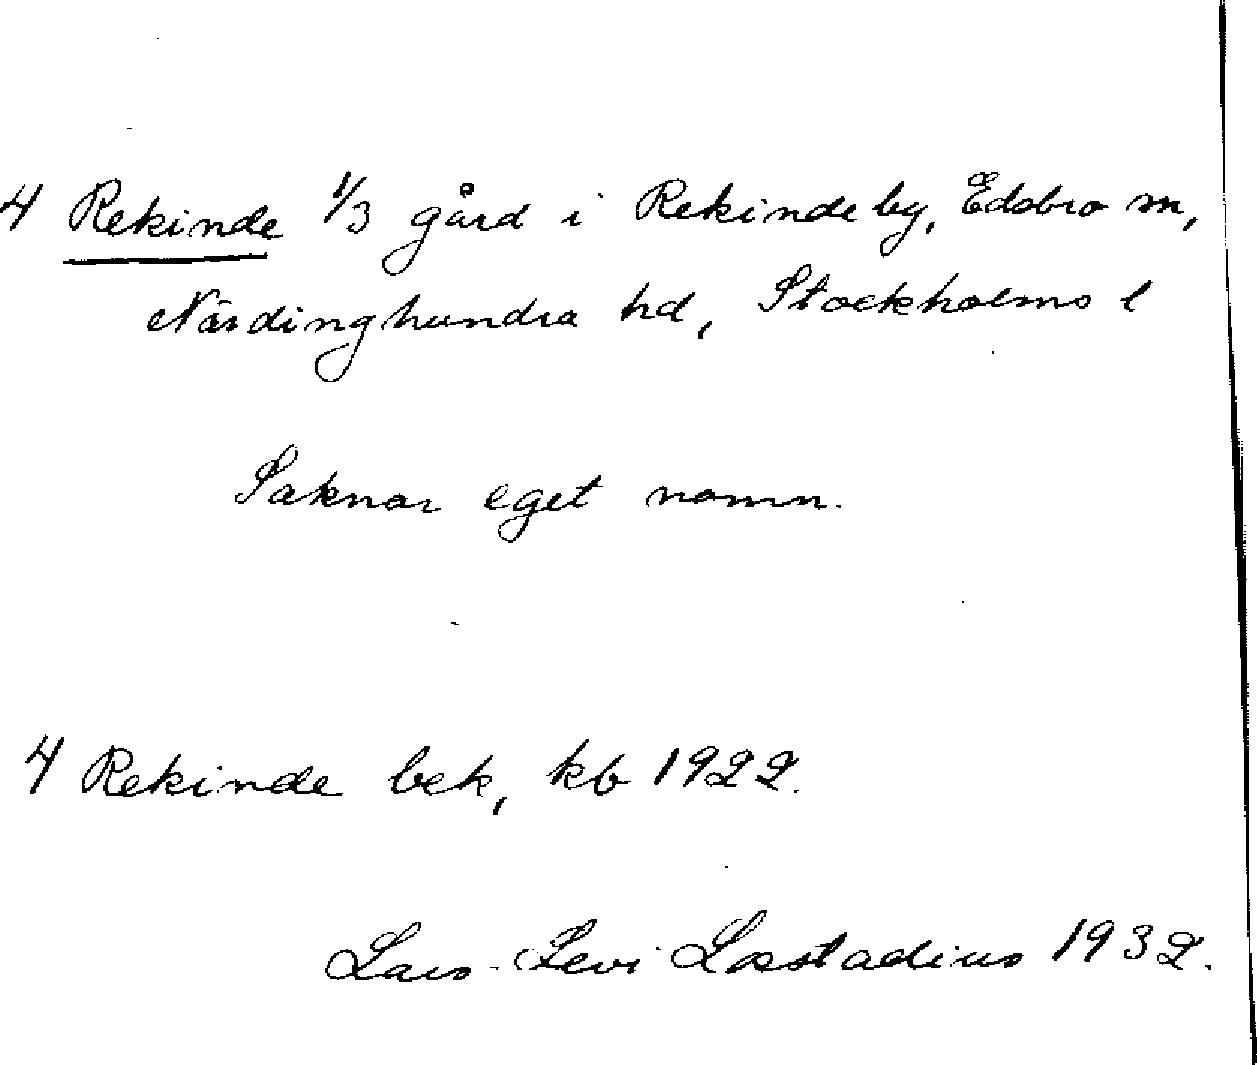 4 Rekinde 1/3 gård i Rekinde by, Edsbro sn,
Närdinghundra hd, Stockholms l
Saknar eget namn.
4 Rekinde bek, kb 1922.
Lars-Levi Læstadius 1932.